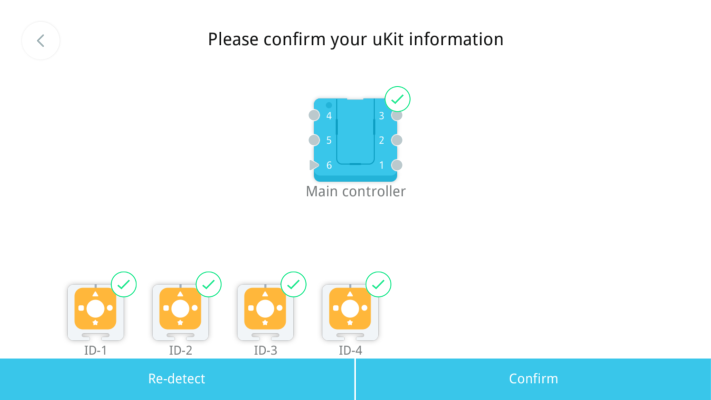 Please confirm your uKit information
4 3
5 2
6 1
Main controller
ID-1 ID-2 ID-3 ID-4
Re-detect Confirm